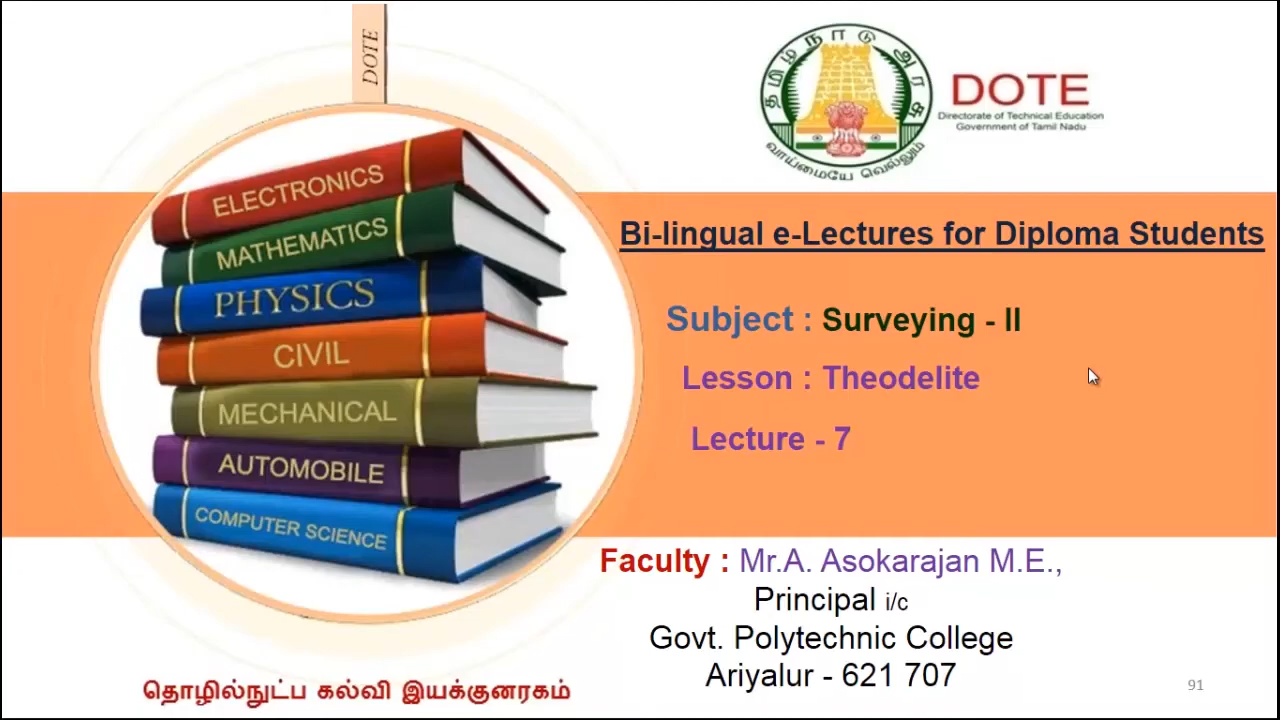 DOTE
தமிழ்நாடு அரசு
வாய்மையே வெல்லும்
DOTE
Directorate of Technical Education
Government of Tamil Nadu
ELECTRONICS
MATHEMATICS
PHYSICS
CIVIL
MECHANICAL
AUTOMOBILE
COMPUTER SCIENCE
Bi-lingual e-Lectures for Diploma Students
Subject : Surveying - II
Lesson : Theodelite
Lecture - 7
Faculty : Mr.A. Asokarajan M.E.,
Principal i/c
Govt. Polytechnic College
Ariyalur - 621 707
தொழில்நுட்ப கல்வி இயக்குனரகம்
91